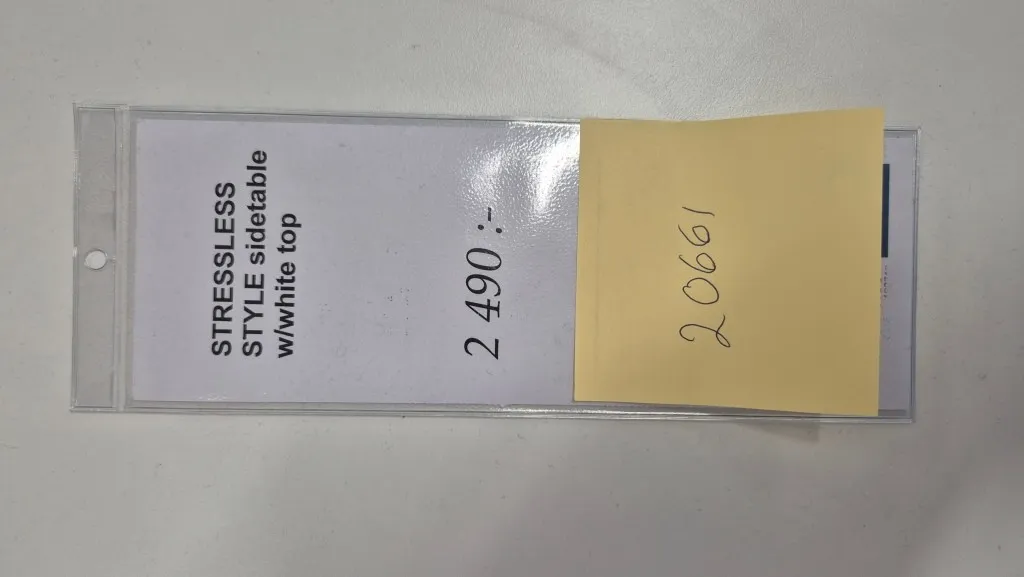 STRESSLESS
STYLE sidetable
w/white top
2 490 :-
20661